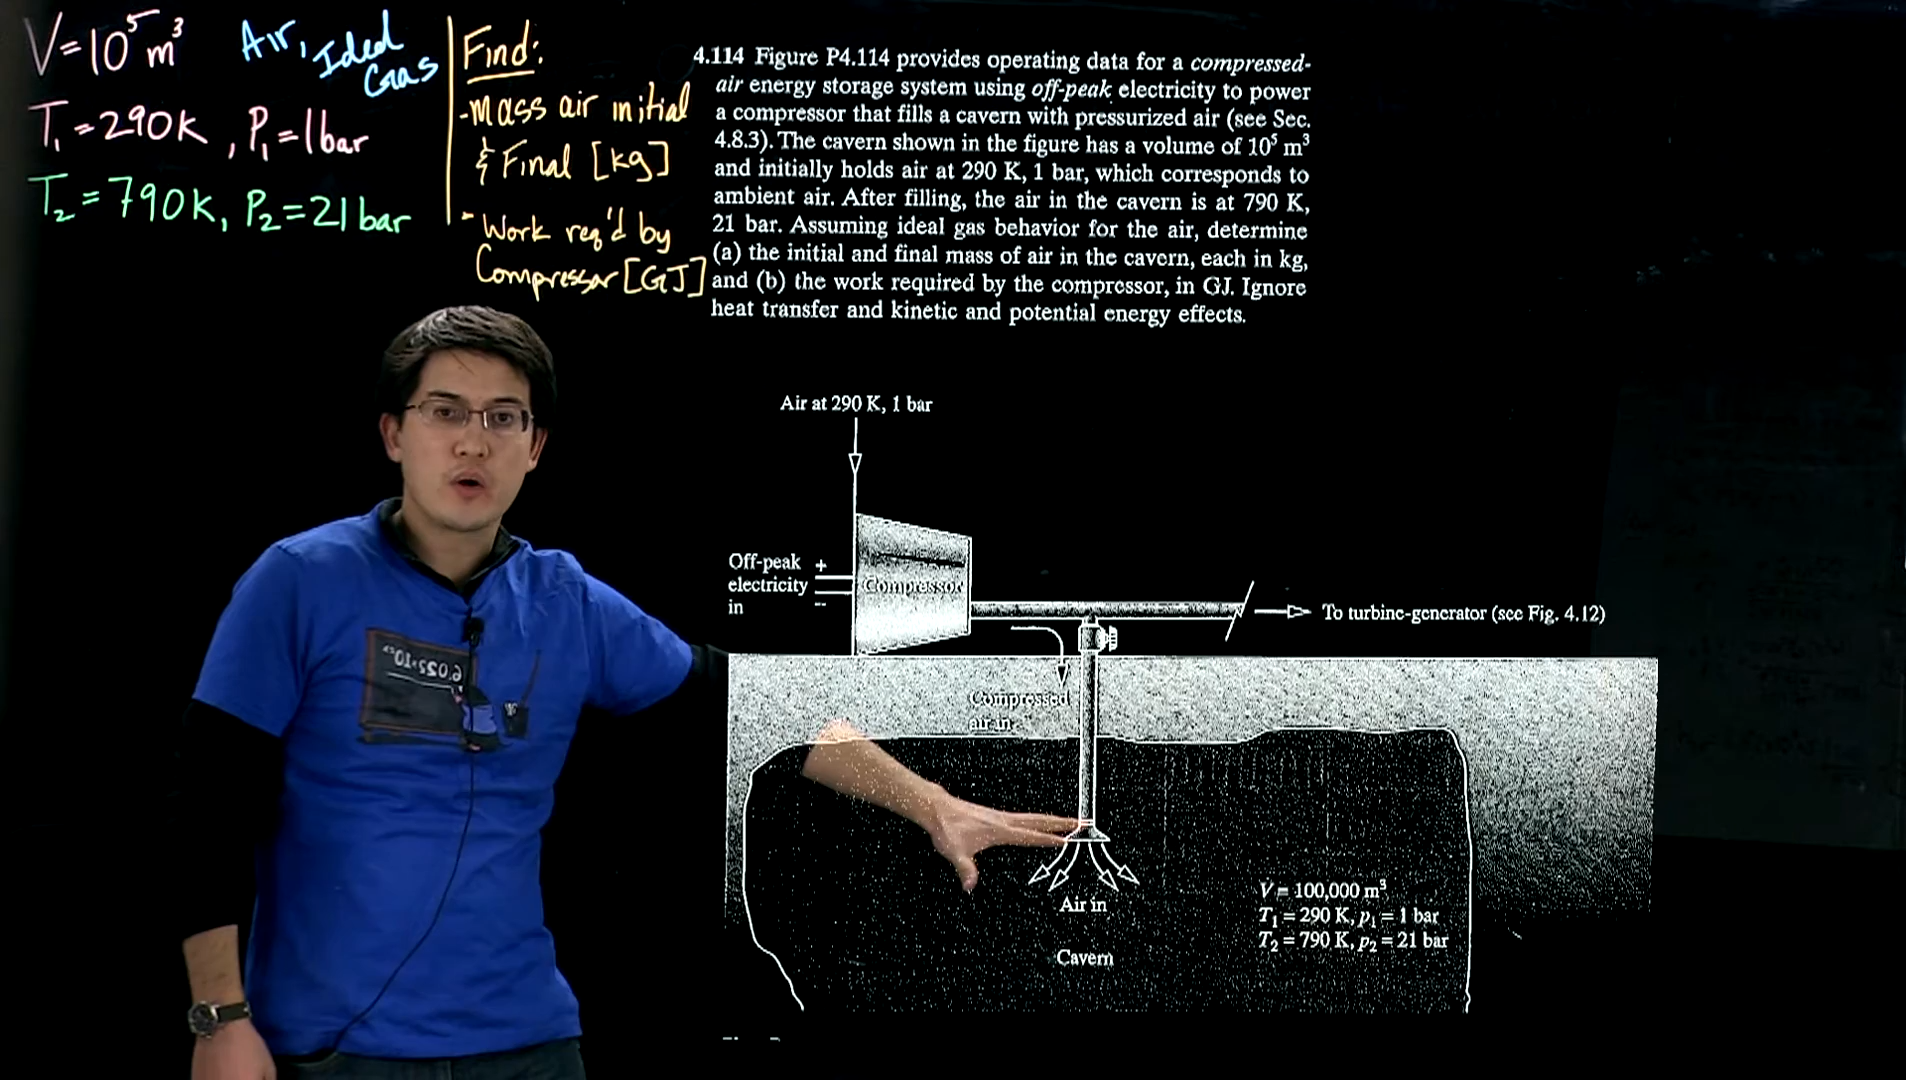 V=10⁵ m³
Air, Ideal
Gas
T₁=290K, P₁=1bar
T₂=790K, P₂=21bar
Find:
-mass air initial
& Final [kg]
- Work req'd by
Compressor [GJ]
4.114 Figure P4.114 provides operating data for a compressed-
air energy storage system using off-peak electricity to power
a compressor that fills a cavern with pressurized air (see Sec.
4.8.3). The cavern shown in the figure has a volume of 10⁵ m³
and initially holds air at 290 K, 1 bar, which corresponds to
ambient air. After filling, the air in the cavern is at 790 K,
21 bar. Assuming ideal gas behavior for the air, determine
(a) the initial and final mass of air in the cavern, each in kg,
and (b) the work required by the compressor, in GJ. Ignore
heat transfer and kinetic and potential energy effects.
Air at 290 K, 1 bar
Off-peak +
electricity
in --
Compressor
To turbine-generator (see Fig. 4.12)
Compressed
air in
Air in
Cavern
V = 100,000 m³
T₁ = 290 K, p₁ = 1 bar
T₂ = 790 K, p₂ = 21 bar